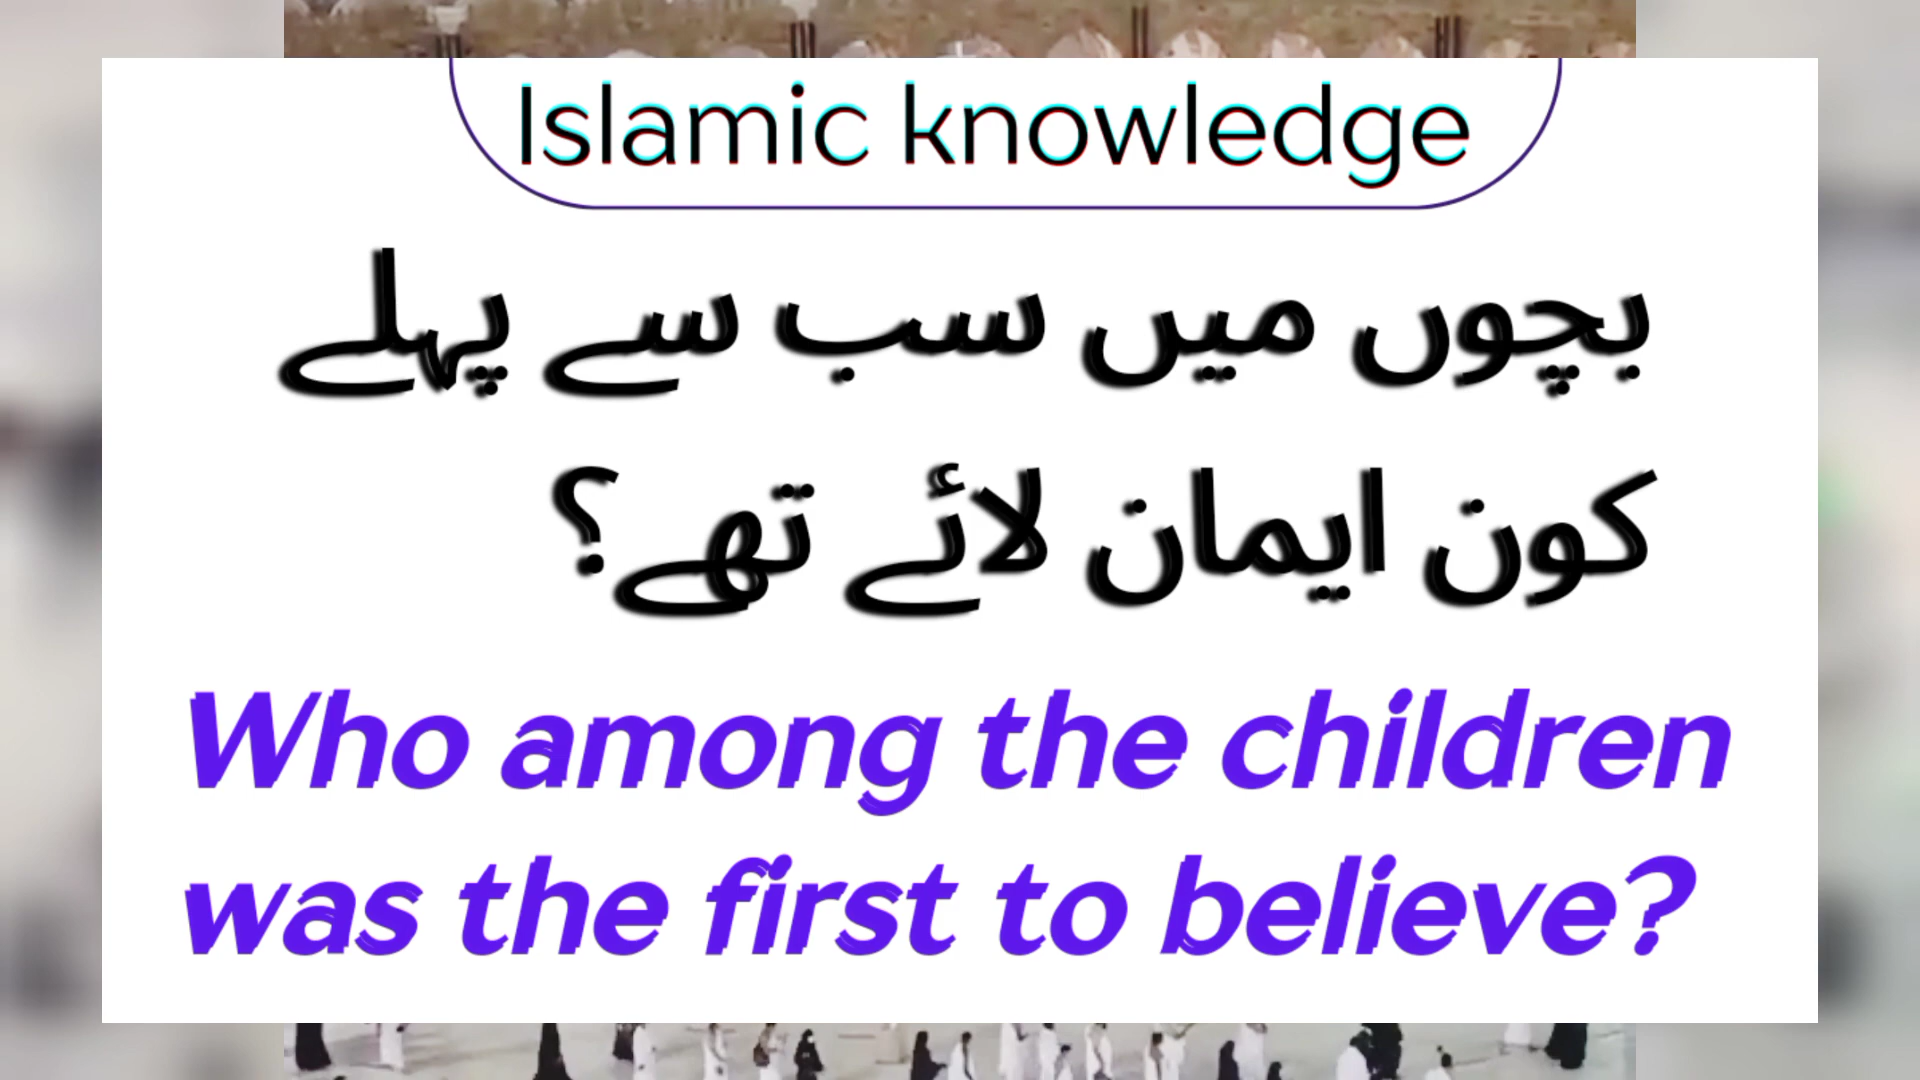 Islamic knowledge
بچوں میں سب سے پہلے
کون ایمان لائے تھے؟
Who among the children
was the first to believe?